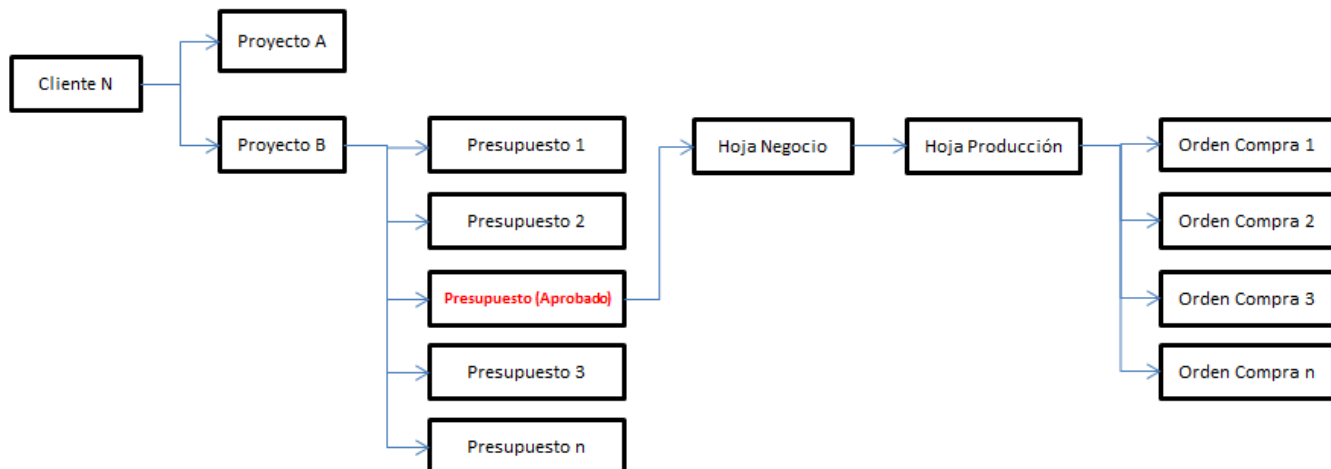 Proyecto A
Cliente N
Proyecto B
Presupuesto 1
Hoja Negocio
Hoja Producción
Orden Compra 1
Presupuesto 2
Orden Compra 2
Presupuesto (Aprobado)
Orden Compra 3
Presupuesto 3
Orden Compra n
Presupuesto n